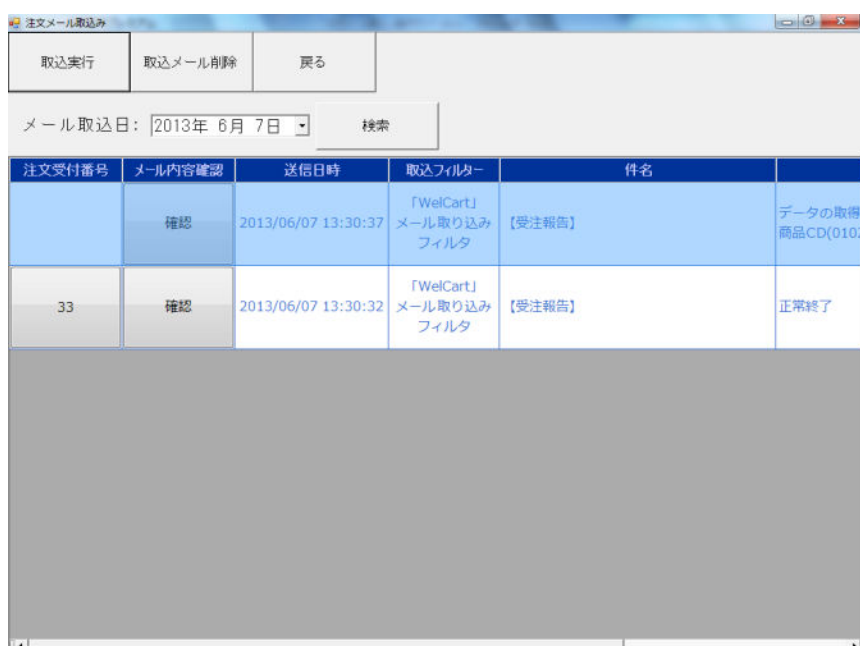 注文メール取込み
取込実行 取込メール削除 戻る
メール取込日： 2013年 6月 7日 検索
注文受付番号 メール内容確認 送信日時 取込フィルター 件名
確認 2013/06/07 13:30:37 「WelCart」
メール取り込み
フィルタ 【受注報告】 データの取得
商品CD(010
33 確認 2013/06/07 13:30:32 「WelCart」
メール取り込み
フィルタ 【受注報告】 正常終了